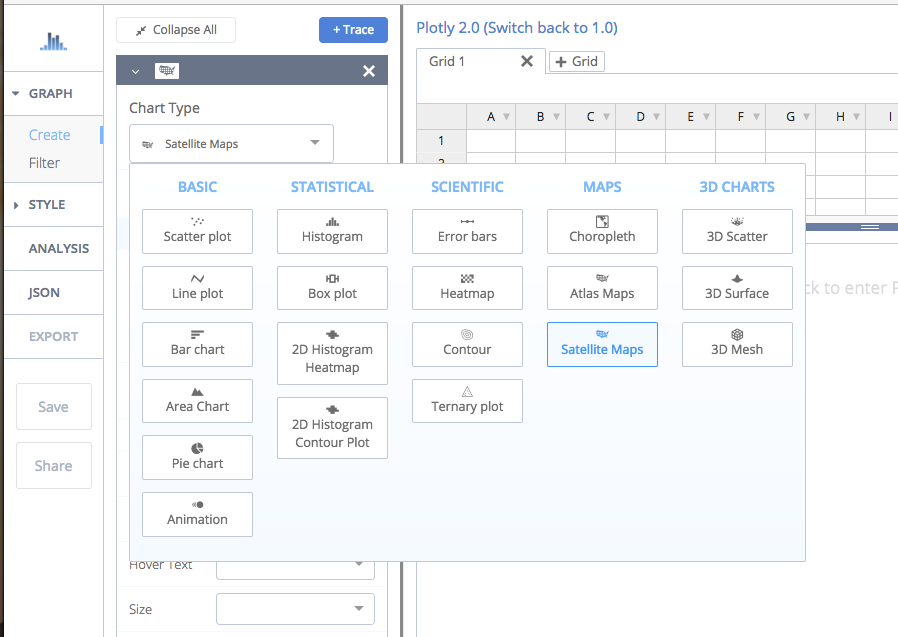 Collapse All
+ Trace
Plotly 2.0 (Switch back to 1.0)
Grid 1
+ Grid
GRAPH
Create
Filter
STYLE
ANALYSIS
JSON
EXPORT
Save
Share
Chart Type
Satellite Maps
A B C D E F G H I
1
2
BASIC
Scatter plot
Line plot
Bar chart
Area Chart
Pie chart
Animation
STATISTICAL
Histogram
Box plot
2D Histogram
Heatmap
2D Histogram
Contour Plot
SCIENTIFIC
Error bars
Heatmap
Contour
Ternary plot
MAPS
Choropleth
Atlas Maps
Satellite Maps
3D CHARTS
3D Scatter
3D Surface
3D Mesh
to enter
Hover Text
Size